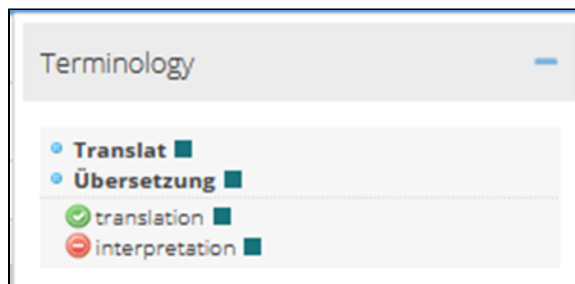 Terminology
Translat
Übersetzung
translation
interpretation